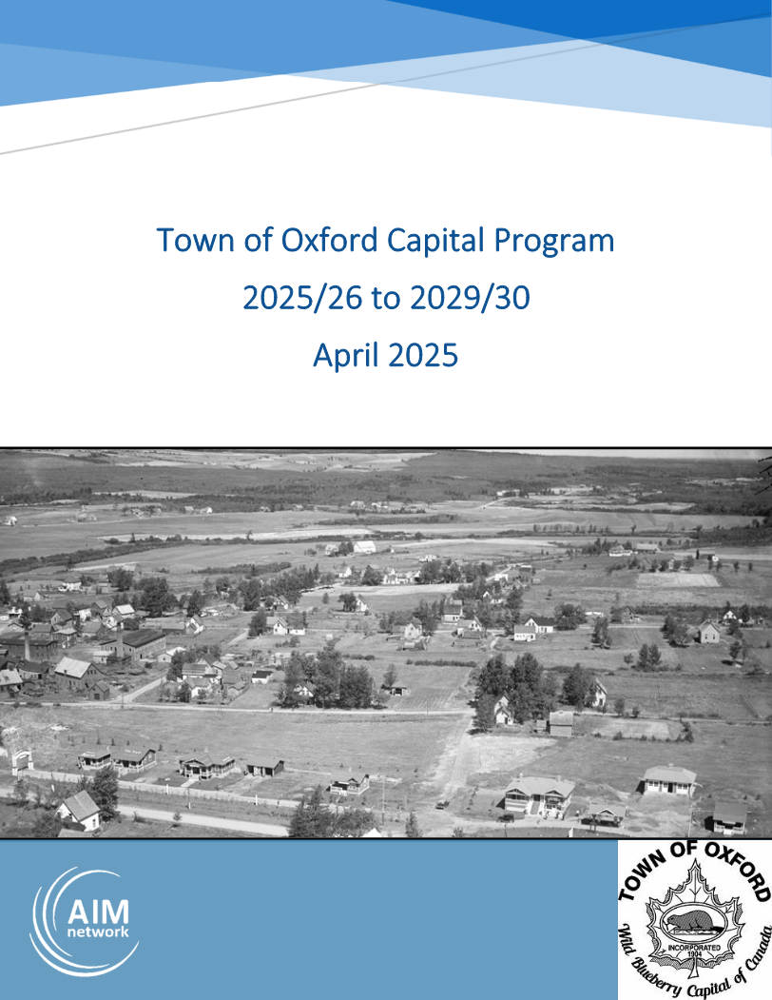 Town of Oxford Capital Program
2025/26 to 2029/30
April 2025
AIM
network
TOWN OF OXFORD
INCORPORATED
1904
Wild Blueberry Capital of Canada